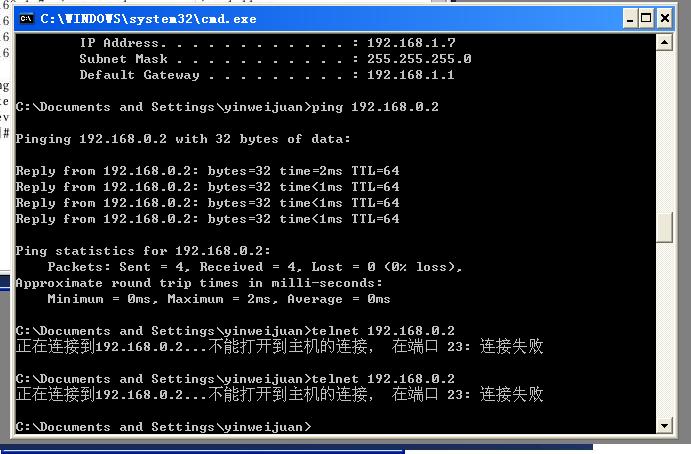 C:\WINDOWS\system32\cmd.exe
IP Address. . . . . . . . . . . . : 192.168.1.7
Subnet Mask . . . . . . . . . . . : 255.255.255.0
Default Gateway . . . . . . . . . : 192.168.1.1
C:\Documents and Settings\yinweijuan>ping 192.168.0.2
Pinging 192.168.0.2 with 32 bytes of data:
Reply from 192.168.0.2: bytes=32 time=2ms TTL=64
Reply from 192.168.0.2: bytes=32 time<1ms TTL=64
Reply from 192.168.0.2: bytes=32 time<1ms TTL=64
Reply from 192.168.0.2: bytes=32 time<1ms TTL=64
Ping statistics for 192.168.0.2:
Packets: Sent = 4, Received = 4, Lost = 0 (0% loss),
Approximate round trip times in milli-seconds:
Minimum = 0ms, Maximum = 2ms, Average = 0ms
C:\Documents and Settings\yinweijuan>telnet 192.168.0.2
正在连接到192.168.0.2...不能打开到主机的连接， 在端口 23: 连接失败
C:\Documents and Settings\yinweijuan>telnet 192.168.0.2
正在连接到192.168.0.2...不能打开到主机的连接， 在端口 23: 连接失败
C:\Documents and Settings\yinweijuan>